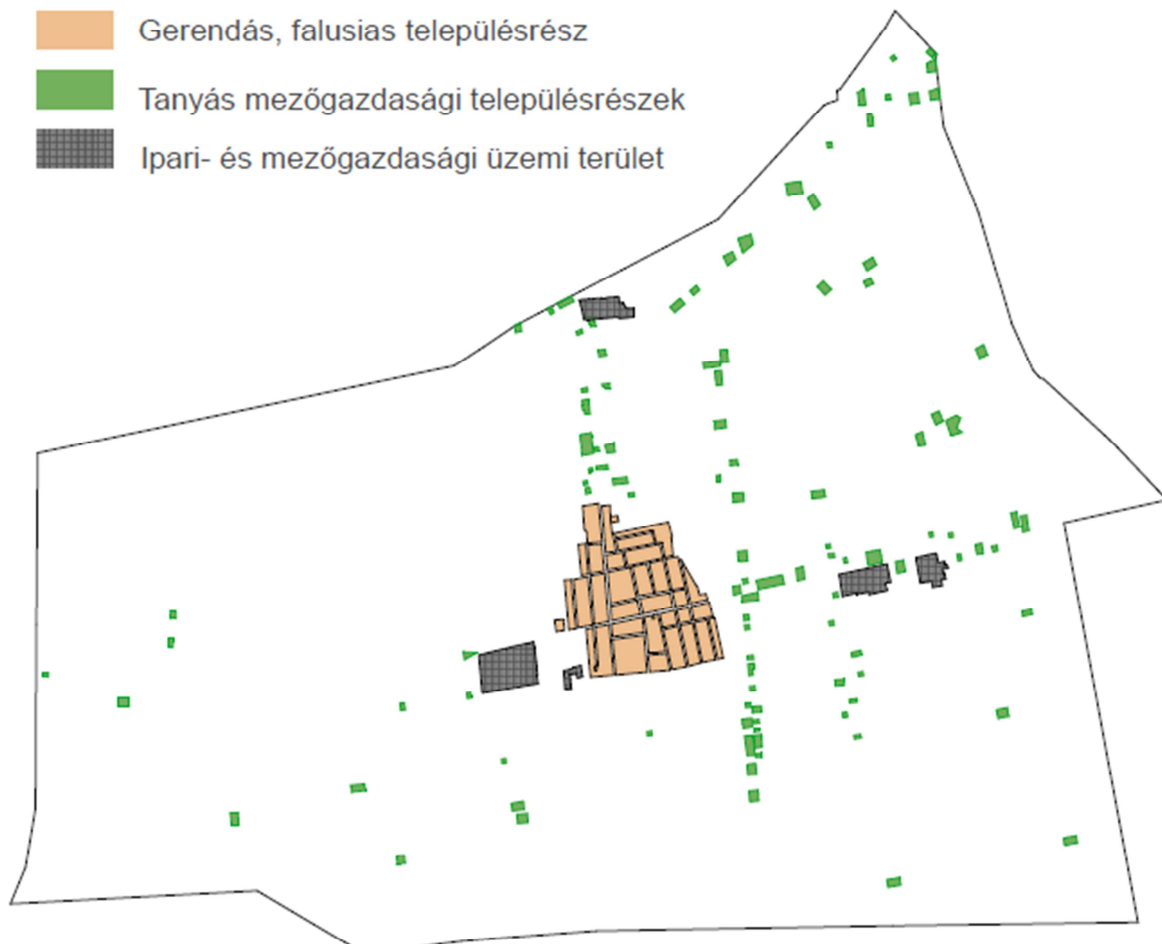 Gerendás, falusias településrész
Tanyás mezőgazdasági településrészek
Ipari- és mezőgazdasági üzemi terület